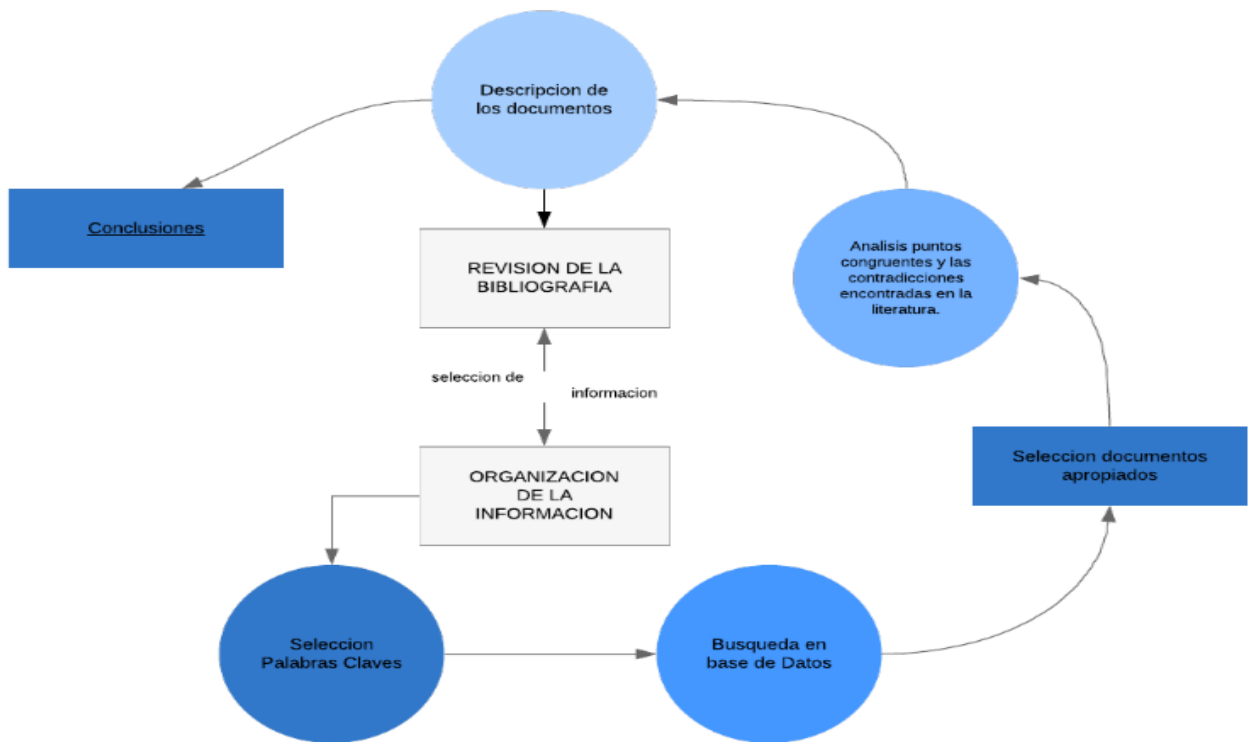 Descripcion de
los documentos
Conclusiones
REVISION DE LA
BIBLIOGRAFIA
Analisis puntos
congruentes y las
contradicciones
encontradas en la
literatura.
seleccion de
informacion
ORGANIZACION
DE LA
INFORMACION
Seleccion documentos
apropiados
Seleccion
Palabras Claves
Busqueda en
base de Datos